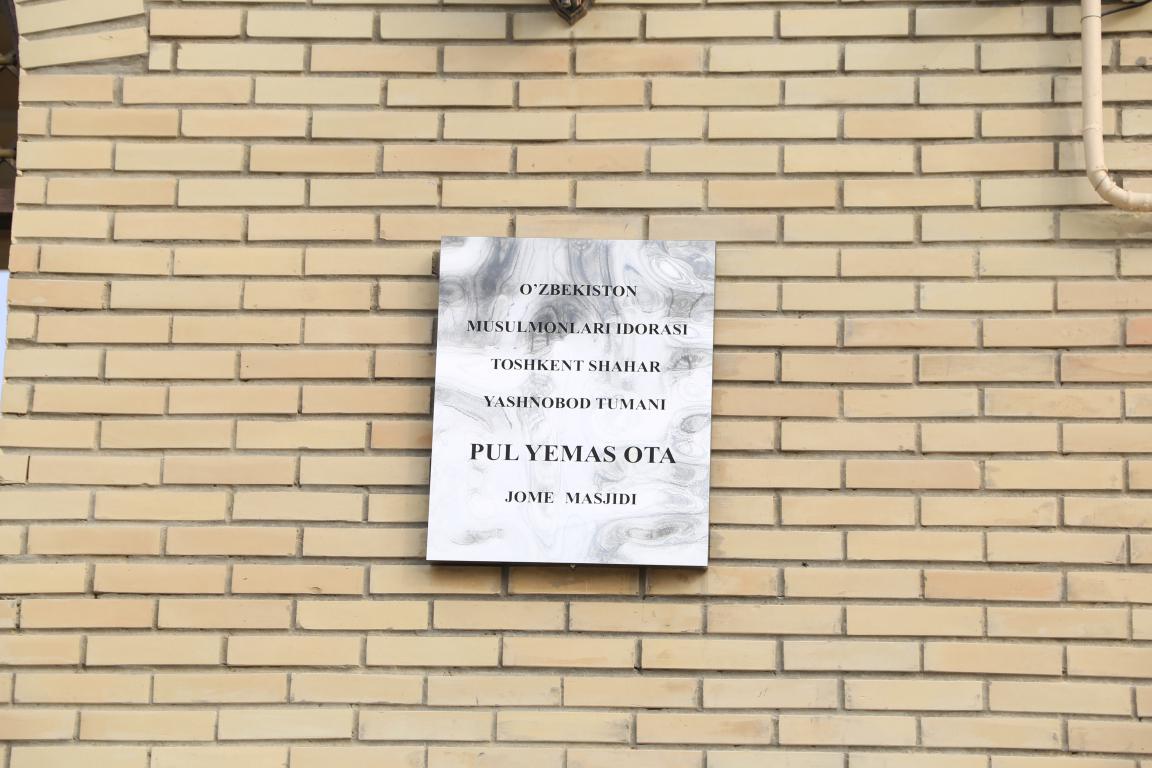 O'ZBEKISTON
MUSULMONLARI IDORASI
TOSHKENT SHAHAR
YASHNOBOD TUMANI
PUL YEMAS OTA
JOME MASJIDI